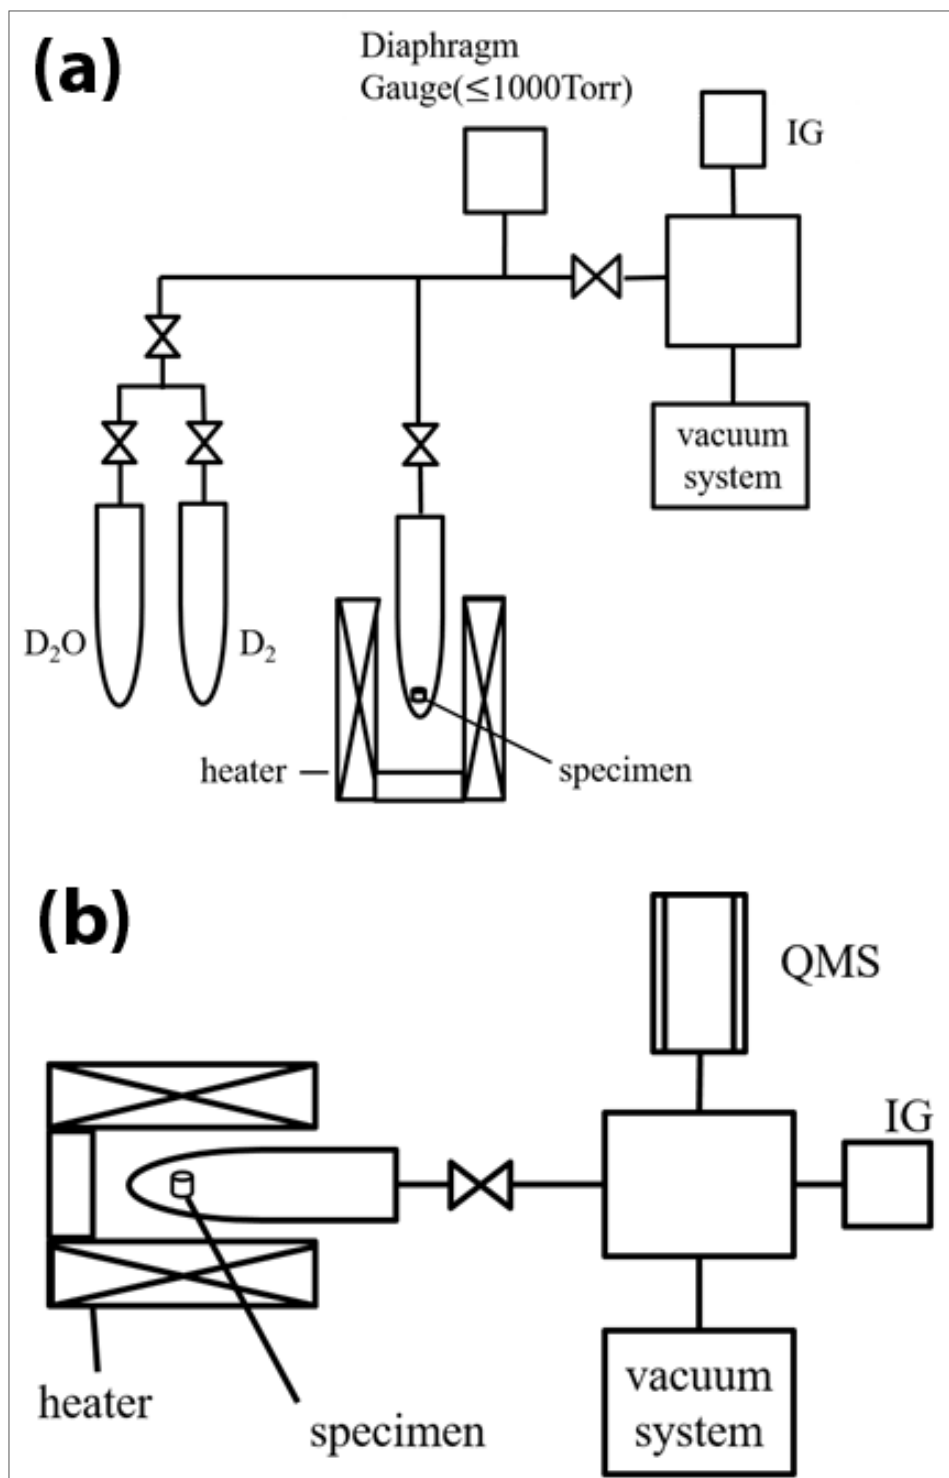 (a)
Diaphragm
Gauge(≤1000Torr)
IG
vacuum
system
D₂O
D₂
heater
specimen
(b)
QMS
IG
heater
specimen
vacuum
system